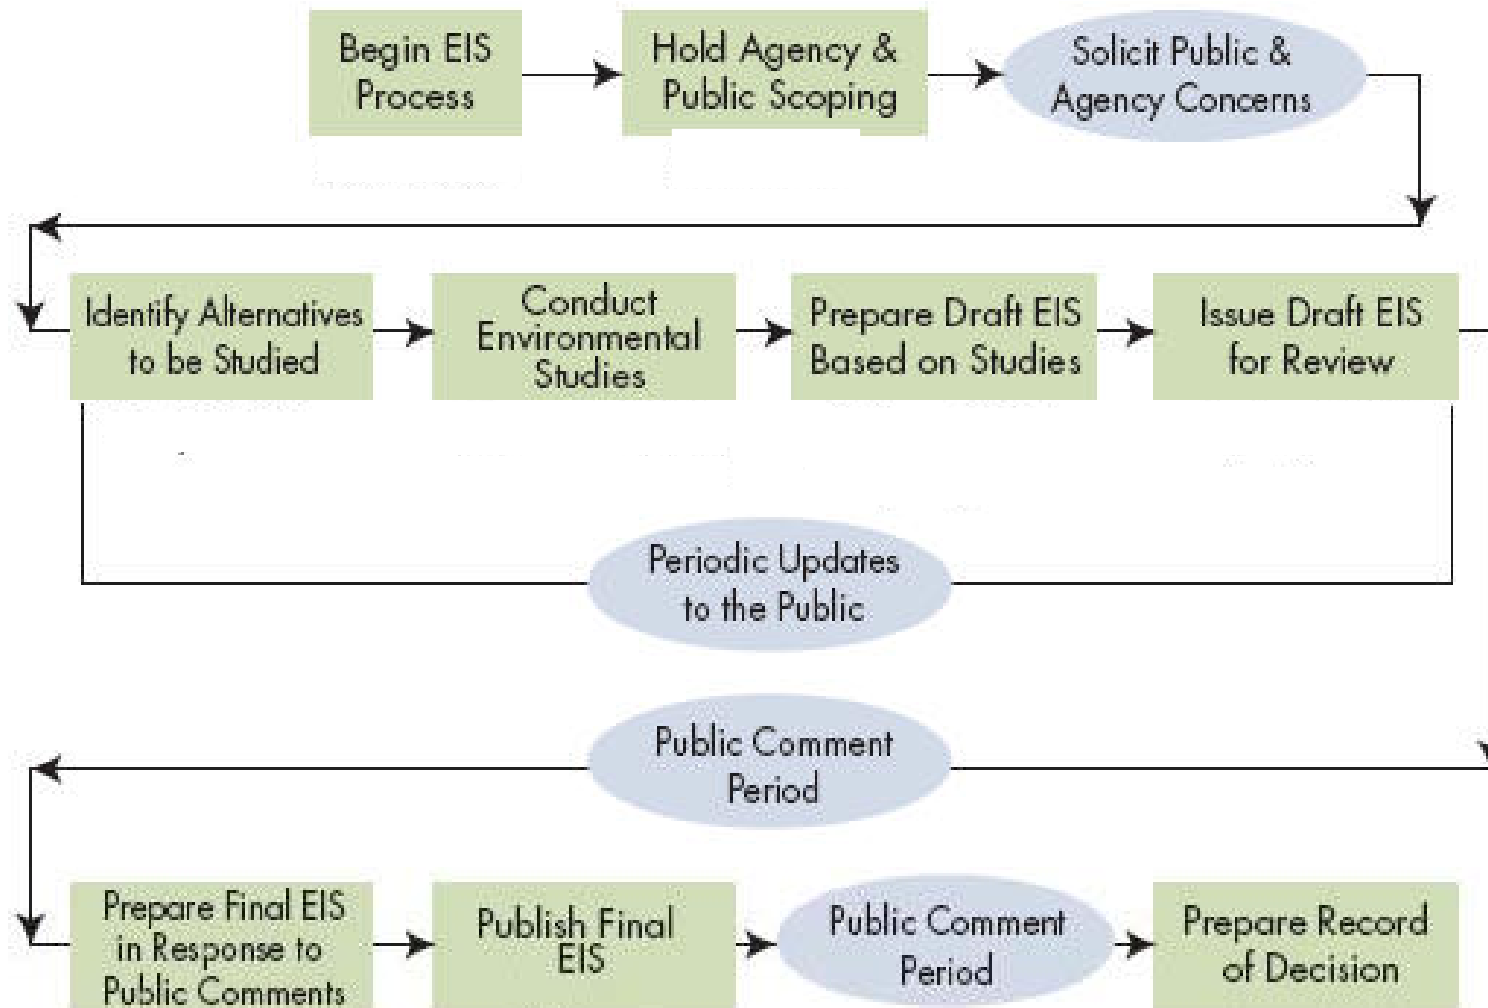 Begin EIS
Process
Hold Agency &
Public Scoping
Solicit Public &
Agency Concerns
Identify Alternatives
to be Studied
Conduct
Environmental
Studies
Prepare Draft EIS
Based on Studies
Issue Draft EIS
for Review
Periodic Updates
to the Public
Public Comment
Period
Prepare Final EIS
in Response to
Public Comments
Publish Final
EIS
Public Comment
Period
Prepare Record
of Decision